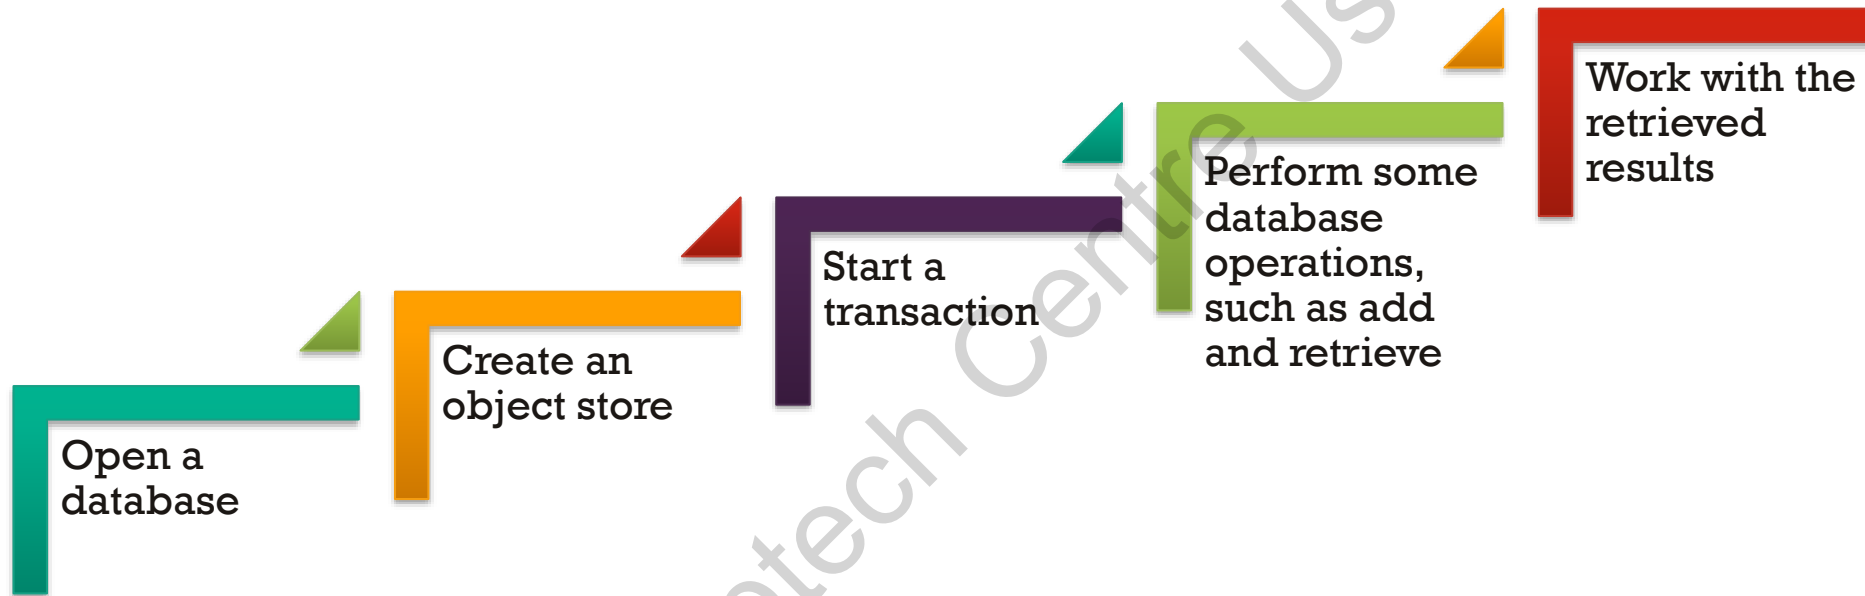 Open a
database
Create an
object store
Start a
transaction
Perform some
database
operations,
such as add
and retrieve
Work with the
retrieved
results
Centre